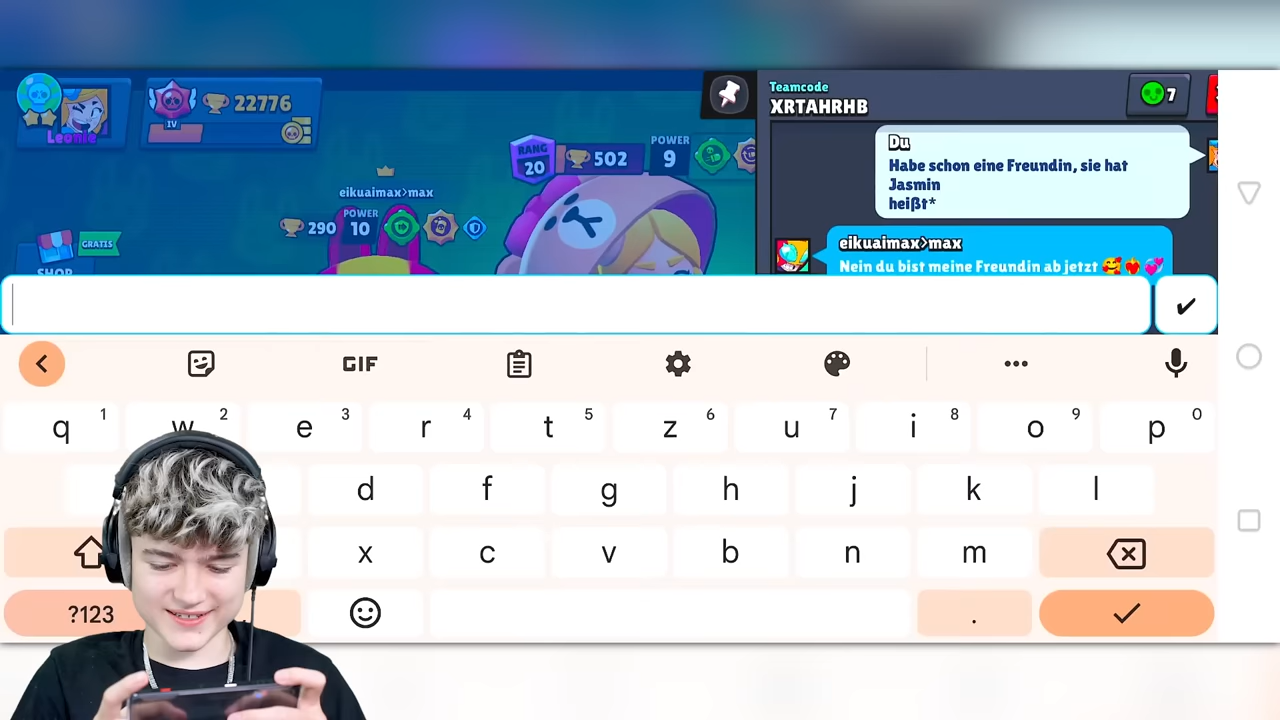 Leonie
IV
22776
RANG
20
502
POWER
9
eikuaimax>max
290
POWER
10
GRATIS
SHOP
Teamcode
XRTAHRHB
7
Du
Habe schon eine Freundin, sie hat
Jasmin
heißt*
eikuaimax>max
Nein du bist meine Freundin ab jetzt 🥰❤️‍🔥💞
✔
GIF
q 1 w 2 e 3 r 4 t 5 z 6 u 7 i 8 o 9 p 0
d f g h j k l
x c v b n m
?123 .